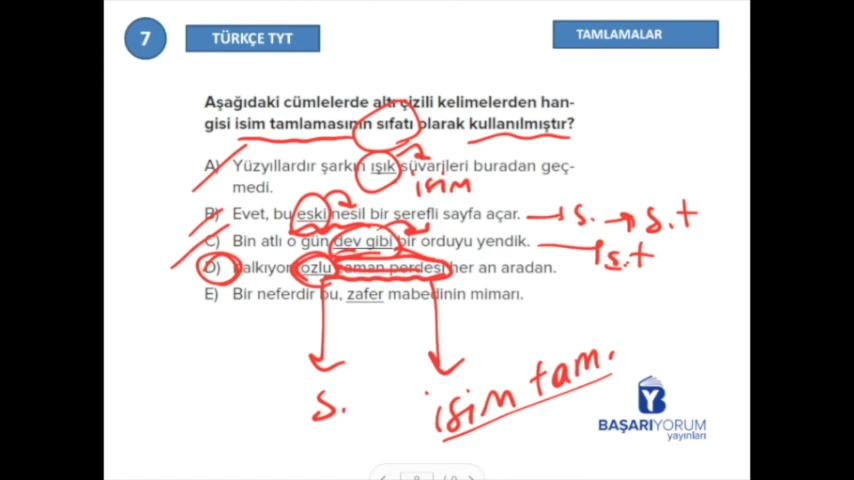 7
TÜRKÇE TYT
TAMLAMALAR
Aşağıdaki cümlelerde altı çizili kelimelerden han-
gisi isim tamlamasının sıfatı olarak kullanılmıştır?
A) Yüzyıllardır şarkın ışık süvarileri buradan geç-
medi.
isim
B) Evet, bu eski nesil bir şerefli sayfa açar.
s. s.t
C) Bin atlı o gün dev gibi bir orduyu yendik.
s.t
D) tozlu zaman perdesi her an aradan.
E) Bir neferdir bu, zafer mabedinin mimarı.
s.
isim tam.
BAŞARIYORUM
yayınları